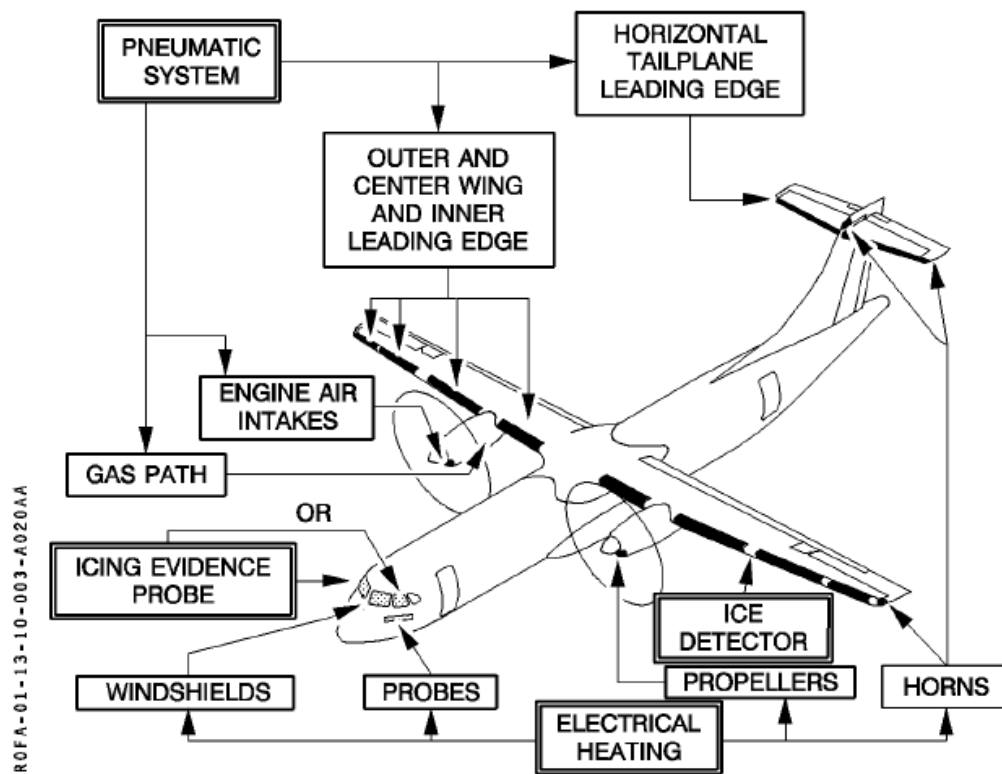 PNEUMATIC
SYSTEM
HORIZONTAL
TAILPLANE
LEADING EDGE
OUTER AND
CENTER WING
AND INNER
LEADING EDGE
ENGINE AIR
INTAKES
GAS PATH
OR
ICING EVIDENCE
PROBE
ICE
DETECTOR
WINDSHIELDS
PROBES
PROPELLERS
HORNS
ELECTRICAL
HEATING
R0FA-01-13-10-003-A020AA